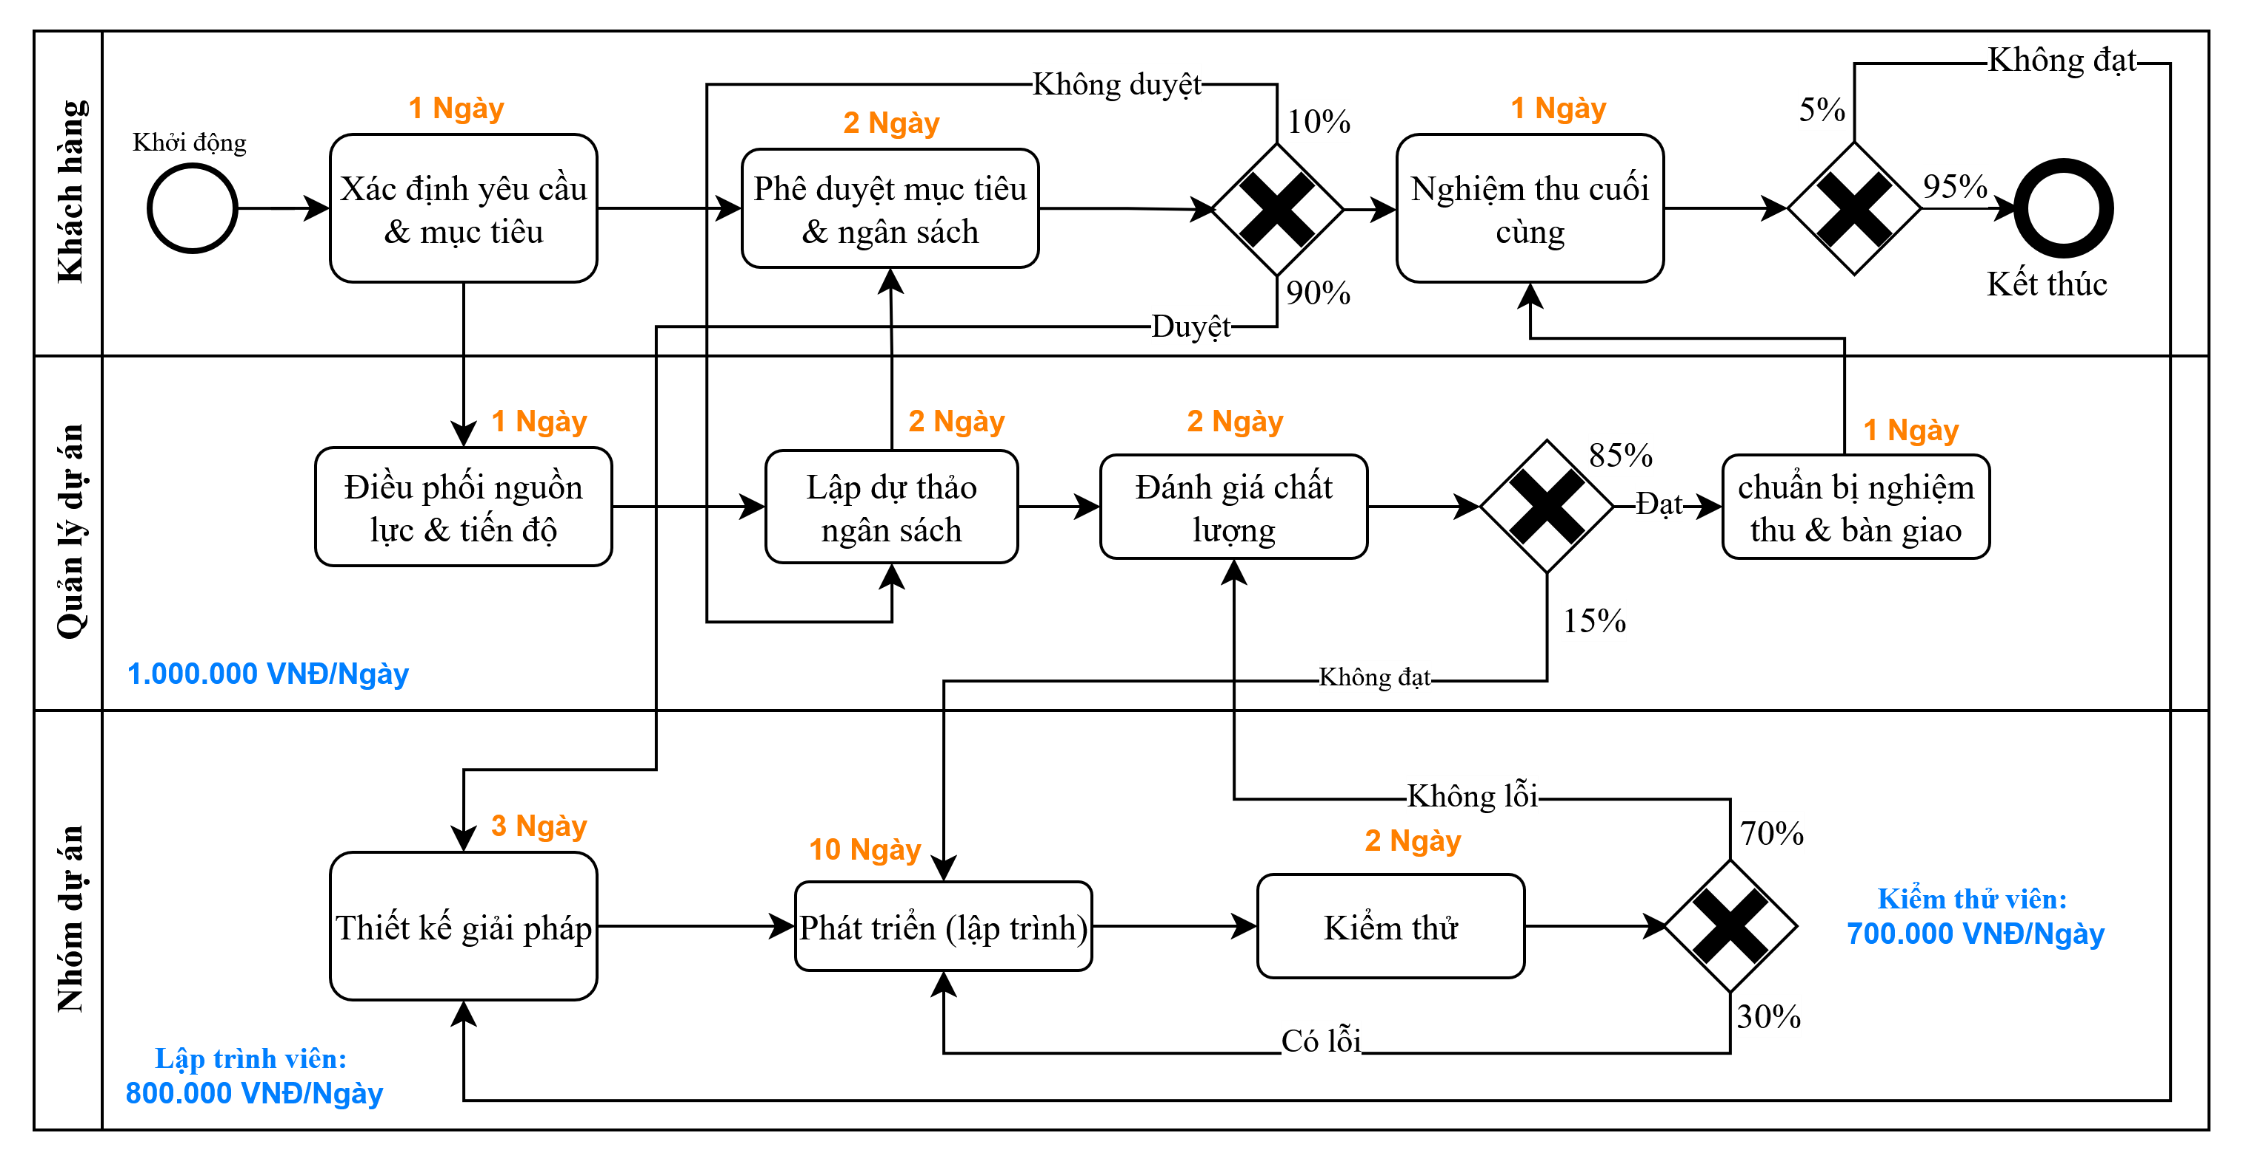 Khách hàng
Khởi động
1 Ngày
Xác định yêu cầu
& mục tiêu
2 Ngày
Phê duyệt mục tiêu
& ngân sách
Không duyệt
10%
90%
Duyệt
1 Ngày
Nghiệm thu cuối
cùng
5%
Không đạt
95%
Kết thúc
Quản lý dự án
1 Ngày
Điều phối nguồn
lực & tiến độ
2 Ngày
Lập dự thảo
ngân sách
2 Ngày
Đánh giá chất
lượng
85%
Đạt
15%
Không đạt
1 Ngày
chuẩn bị nghiệm
thu & bàn giao
1.000.000 VNĐ/Ngày
Nhóm dự án
3 Ngày
Thiết kế giải pháp
10 Ngày
Phát triển (lập trình)
2 Ngày
Kiểm thử
Không lỗi
70%
30%
Có lỗi
Kiểm thử viên:
700.000 VNĐ/Ngày
Lập trình viên:
800.000 VNĐ/Ngày